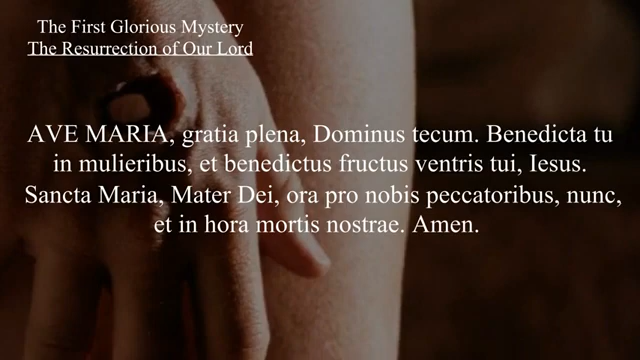 The First Glorious Mystery
The Resurrection of Our Lord
AVE MARIA, gratia plena, Dominus tecum. Benedicta tu
in mulieribus, et benedictus fructus ventris tui, Iesus.
Sancta Maria, Mater Dei, ora pro nobis peccatoribus, nunc,
et in hora mortis nostrae. Amen.